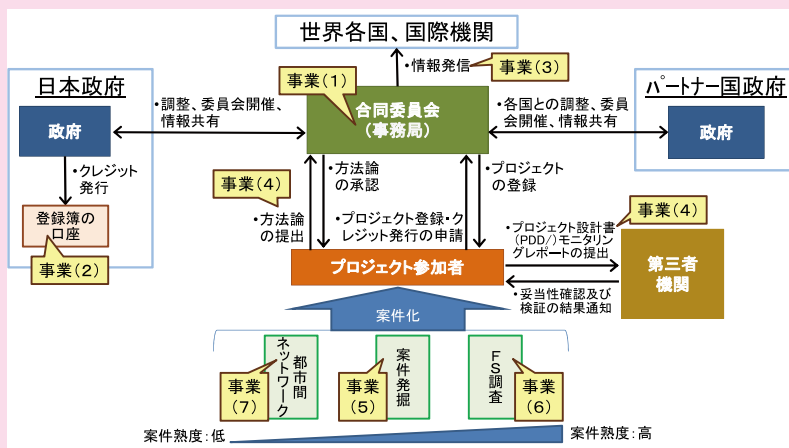 世界各国、国際機関
・情報発信
事業(3)
事業(1)
日本政府
政府
・調整、委員会開催、
情報共有
合同委員会
(事務局)
・各国との調整、委員
会開催、情報共有
パートナー国政府
政府
・クレジット
発行
登録簿の
口座
事業(2)
事業(4)
・方法論
の提出
・方法論
の承認
・プロジェクト登録・ク
レジット発行の申請
・プロジェクト
の登録
事業(4)
・プロジェクト設計書
(PDD/)モニタリン
グレポートの提出
プロジェクト参加者
第三者
機関
・妥当性確認及び
検証の結果通知
案件化
都市間
ネットワーク
事業
(7)
案件発掘
事業
(5)
FS調査
事業
(6)
案件熟度:低
案件熟度:高